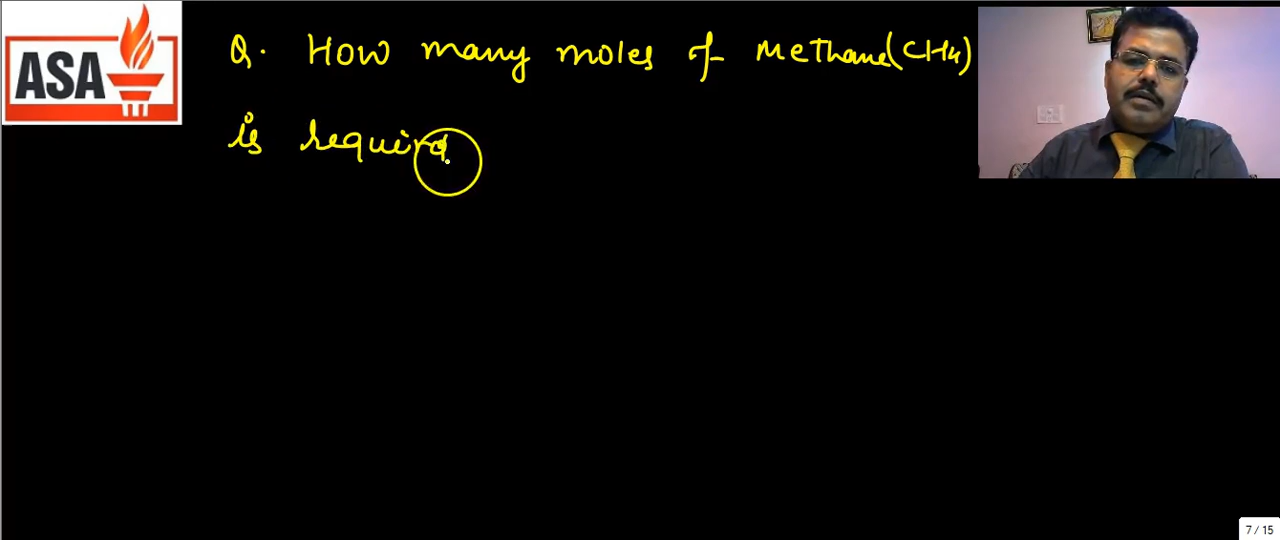 ASA
Q. How many moles of Methane (CH4)
is required
7 / 15